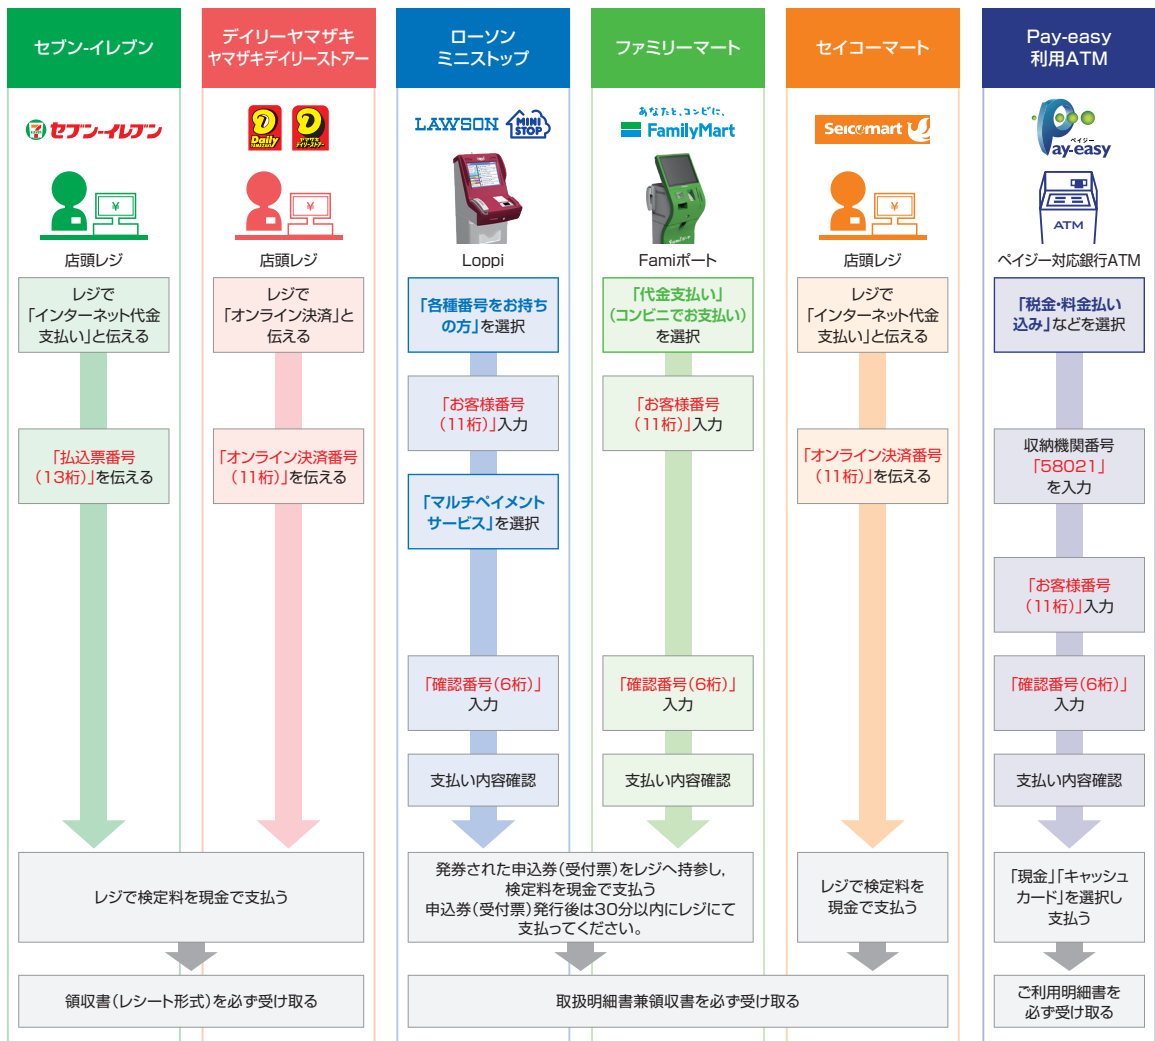 セブン-イレブン
セブン-イレブン
¥
店頭レジ
レジで
「インターネット代金
支払い」と伝える
「払込票番号
(13桁)」を伝える
デイリーヤマザキ
ヤマザキデイリーストアー
Daily
YAMAZAKI
ヤマザキ
デイリーストアー
¥
店頭レジ
レジで
「オンライン決済」と
伝える
「オンライン決済番号
(11桁)」を伝える
レジで検定料を現金で支払う
領収書(レシート形式)を必ず受け取る
ローソン
ミニストップ
LAWSON
MINI
STOP
Loppi
「各種番号をお持ち
の方」を選択
「お客様番号
(11桁)」入力
「マルチペイメント
サービス」を選択
「確認番号(6桁)」
入力
支払い内容確認
ファミリーマート
あなたと、コンビに、
FamilyMart
Famiポート
「代金支払い」
(コンビニでお支払い)
を選択
「お客様番号
(11桁)」入力
「確認番号(6桁)」
入力
支払い内容確認
発券された申込券(受付票)をレジへ持参し,
検定料を現金で支払う
申込券(受付票)発行後は30分以内にレジにて
支払ってください。
セイコーマート
Seicomart
¥
店頭レジ
レジで
「インターネット代金
支払い」と伝える
「オンライン決済番号
(11桁)」を伝える
レジで検定料を
現金で支払う
取扱明細書兼領収書を必ず受け取る
Pay-easy
利用ATM
ペイジー
Pay-easy
ATM
ペイジー対応銀行ATM
「税金・料金払い
込み」などを選択
収納機関番号
「58021」
を入力
「お客様番号
(11桁)」入力
「確認番号(6桁)」
入力
支払い内容確認
「現金」「キャッシュ
カード」を選択し
支払う
ご利用明細書を
必ず受け取る